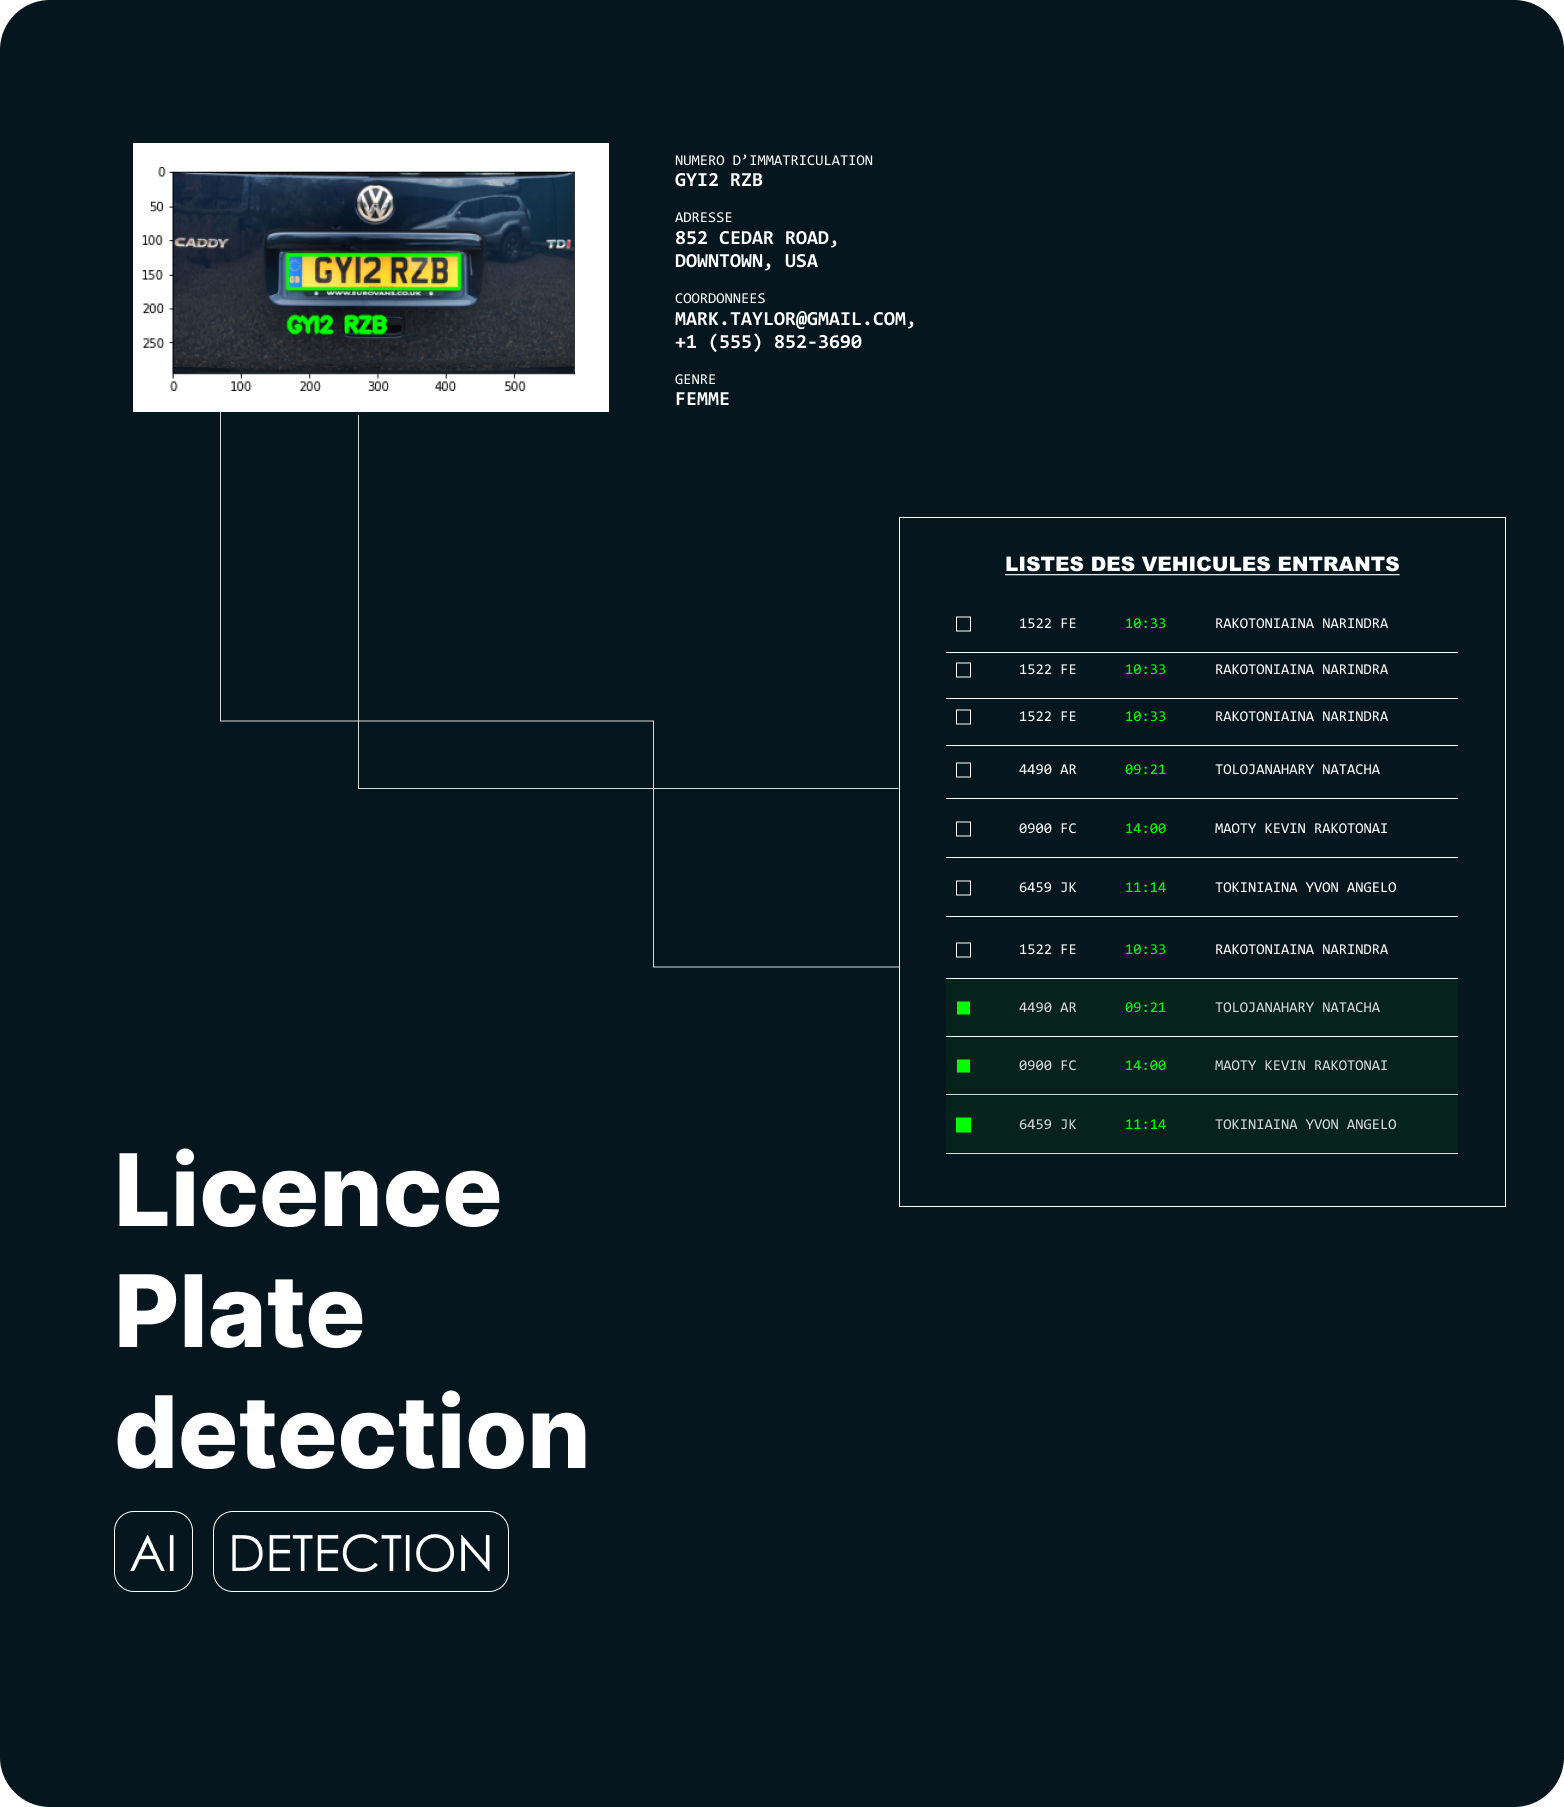 0
50
100
150
200
250
0
100
200
300
400
500
CADDY
TDI
GB
GY12 RZB
WWW.EUROVANS.CO.UK
GY12 RZB
NUMERO D’IMMATRICULATION
GYI2 RZB
ADRESSE
852 CEDAR ROAD,
DOWNTOWN, USA
COORDONNEES
MARK.TAYLOR@GMAIL.COM,
+1 (555) 852-3690
GENRE
FEMME
LISTES DES VEHICULES ENTRANTS
1522 FE 10:33 RAKOTONIAINA NARINDRA
1522 FE 10:33 RAKOTONIAINA NARINDRA
1522 FE 10:33 RAKOTONIAINA NARINDRA
4490 AR 09:21 TOLOJANAHARY NATACHA
0900 FC 14:00 MAOTY KEVIN RAKOTONAI
6459 JK 11:14 TOKINIAINA YVON ANGELO
1522 FE 10:33 RAKOTONIAINA NARINDRA
4490 AR 09:21 TOLOJANAHARY NATACHA
0900 FC 14:00 MAOTY KEVIN RAKOTONAI
6459 JK 11:14 TOKINIAINA YVON ANGELO
Licence
Plate
detection
AI DETECTION